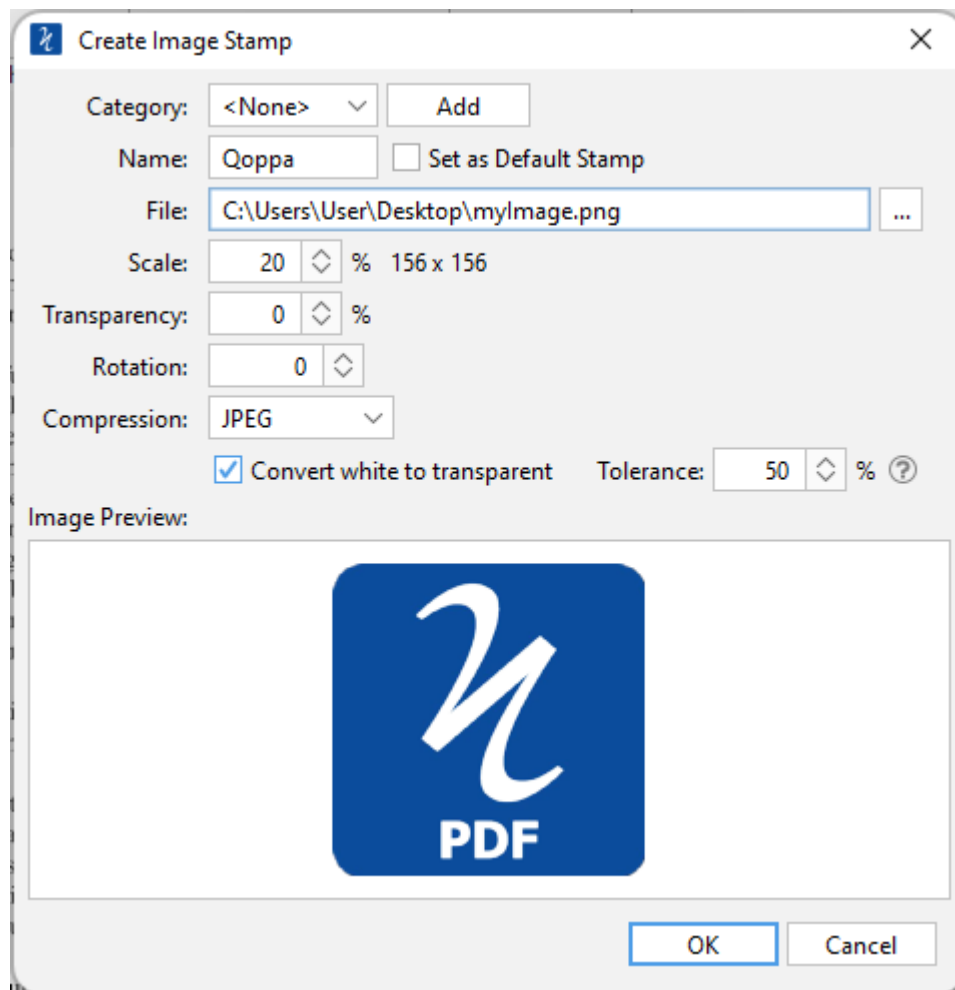 Create Image Stamp
Category: <None> Add
Name: Qoppa Set as Default Stamp
File: C:\Users\User\Desktop\myImage.png ...
Scale: 20 % 156 x 156
Transparency: 0 %
Rotation: 0
Compression: JPEG
Convert white to transparent Tolerance: 50 % ?
Image Preview:
PDF
OK Cancel